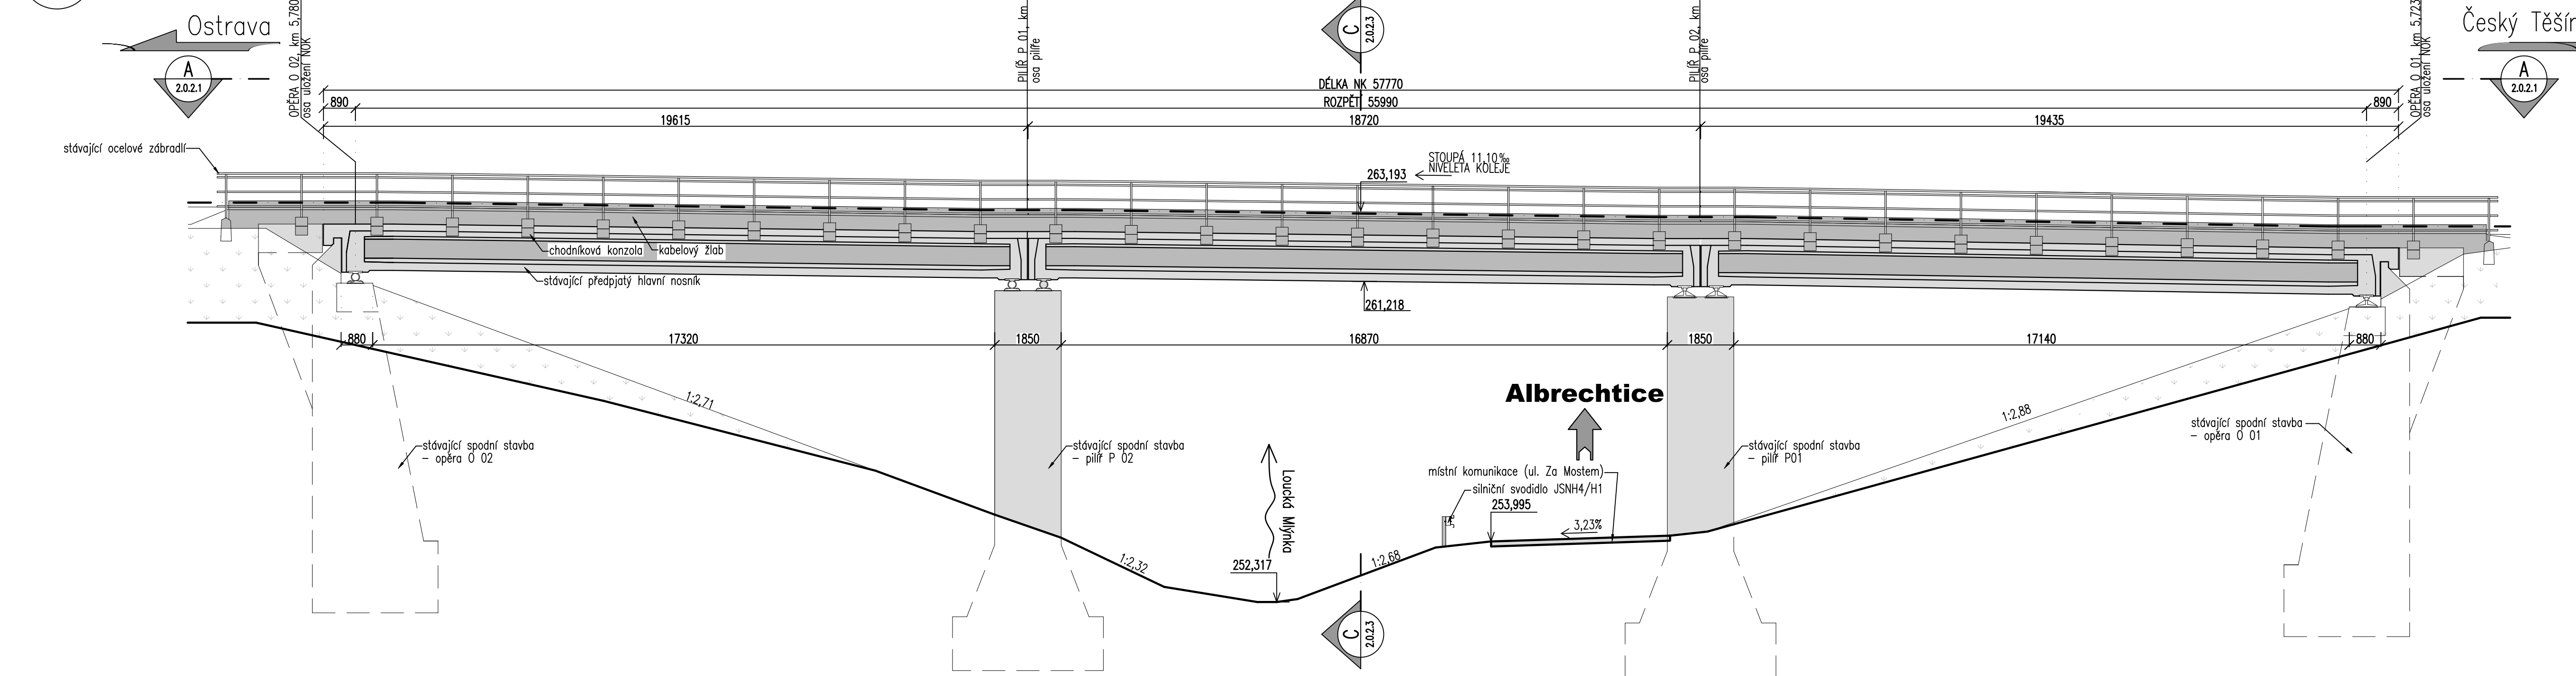 Ostrava
A
2.0.2.1
OPĚRA O 02, km 5,780
osa uložení NOK
PILÍŘ P 01, km
osa pilíře
C
2.0.2.3
PILÍŘ P 02, km
osa pilíře
OPĚRA O 01 km 5,723
osa uložení NOK
Český Těšín
A
2.0.2.1
DÉLKA NK 57770
890
ROZPĚTÍ 55990
890
19615
18720
19435
stávající ocelové zábradlí
STOUPÁ 11,10‰
NIVELETA KOLEJE
263,193
chodníková konzola
kabelový žlab
stávající předpjatý hlavní nosník
261,218
880
17320
1850
16870
1850
17140
880
Albrechtice
1:2,71
1:2,88
stávající spodní stavba
- opěra O 02
stávající spodní stavba
- pilíř P 02
Loucká Mlýnka
místní komunikace (ul. Za Mostem)
silniční svodidlo JSNH4/H1
253,995
3,23%
stávající spodní stavba
- pilíř P01
stávající spodní stavba
- opěra O 01
1:2,32
252,317
1:2,68
C
2.0.2.3